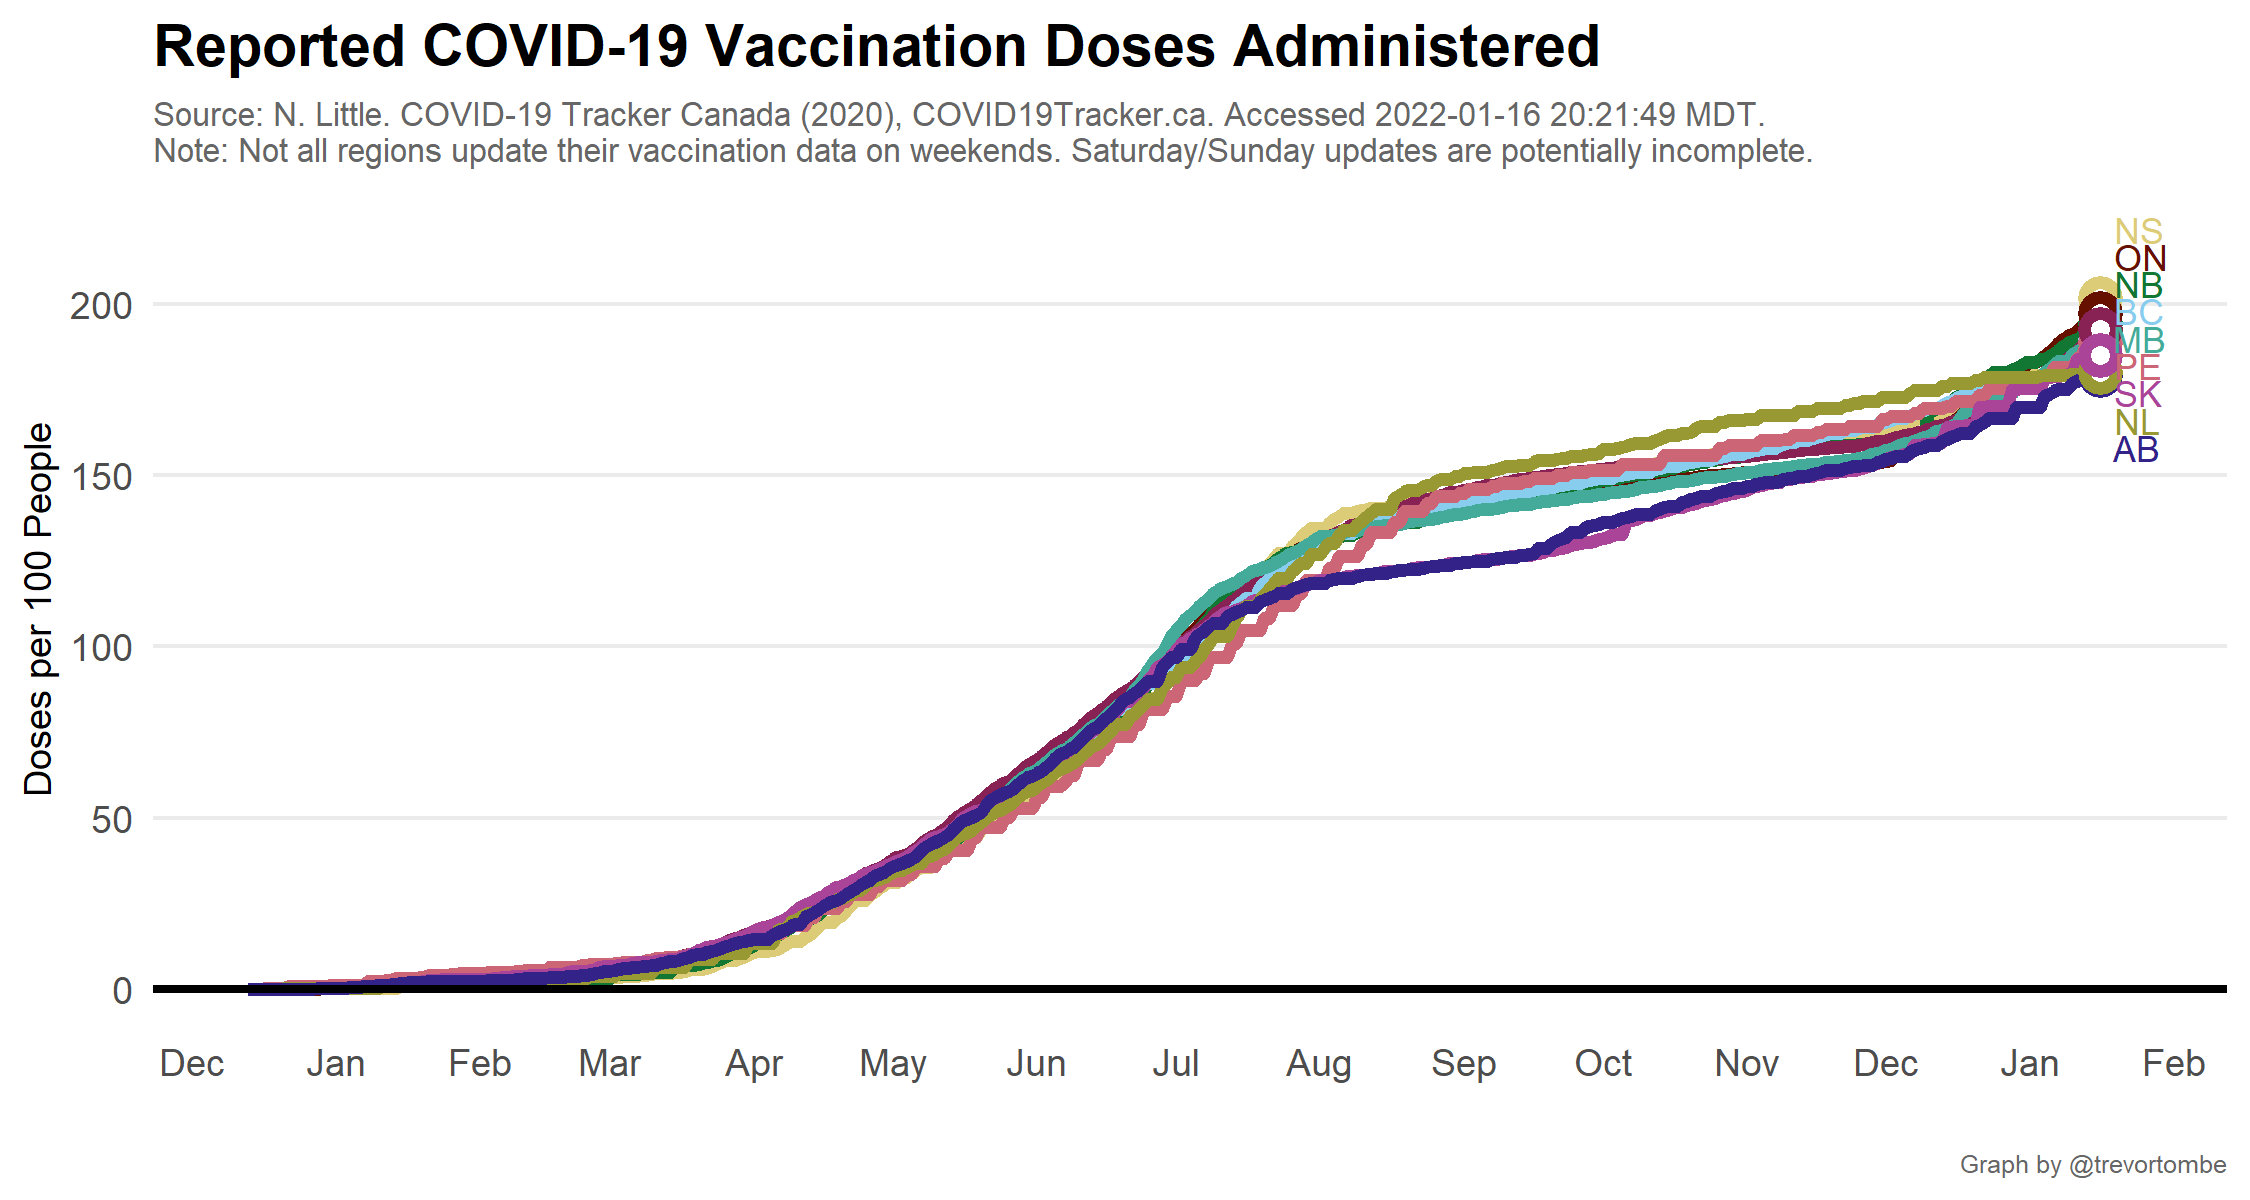 Reported COVID-19 Vaccination Doses Administered
Source: N. Little. COVID-19 Tracker Canada (2020), COVID19Tracker.ca. Accessed 2022-01-16 20:21:49 MDT.
Note: Not all regions update their vaccination data on weekends. Saturday/Sunday updates are potentially incomplete.
Doses per 100 People
200
150
100
50
0
NS
ON
NB
BC
MB
PE
SK
NL
AB
Dec Jan Feb Mar Apr May Jun Jul Aug Sep Oct Nov Dec Jan Feb
Graph by @trevortombe